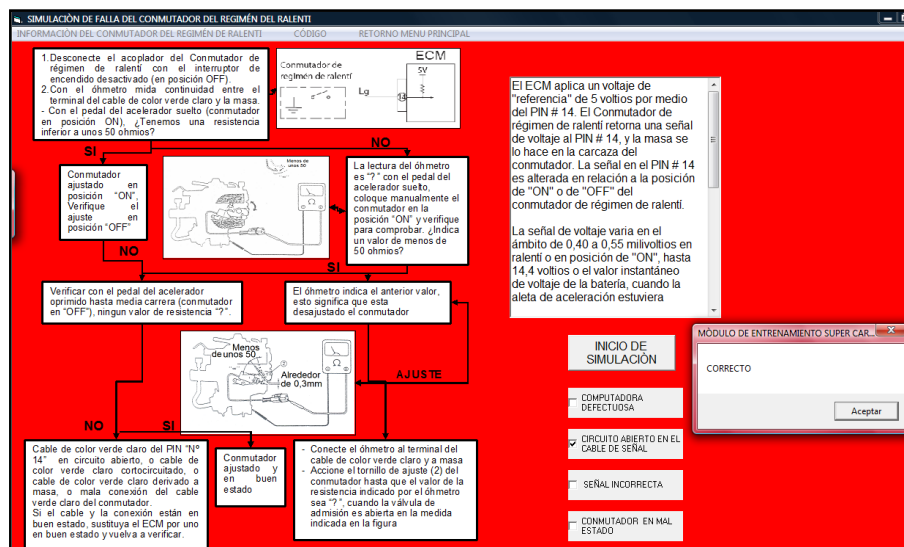 SIMULACIÒN DE FALLA DEL CONMUTADOR DEL REGIMÉN DEL RALENTI
INFORMACIÓN DEL CONMUTADOR DEL REGIMÉN DE RALENTI CÓDIGO RETORNO MENU PRINCIPAL
1.Desconecte el acoplador del Conmutador de
régimen de ralentí con el interruptor de
encendido desactivado (en posición OFF).
2.Con el óhmetro mida continuidad entre el
terminal del cable de color verde claro y la masa.
- Con el pedal del acelerador suelto (conmutador
en posición ON), ¿Tenemos una resistencia
inferior a unos 50 ohmios?
Conmutador de
regímen de ralentí
ECM
5V
Lg
14
SI
NO
Conmutador
ajustado en
posición “ON”,
Verifique el
ajuste en
posición “OFF”
Menos de
unos 50
La lectura del óhmetro
es “?” con el pedal del
acelerador suelto,
coloque manualmente el
conmutador en la
posición “ON” y verifique
para comprobar. ¿Indica
un valor de menos de
50 ohmios?
NO
SI
Verificar con el pedal del acelerador
oprimido hasta media carrera (conmutador
en “OFF”), ningun valor de resistencia “?”.
El óhmetro indica el anterior valor,
esto significa que esta
desajustado el conmutador
Menos
de unos 50
2
Alrededor
de 0,3mm
AJUSTE
NO
SI
Cable de color verde claro del PIN “Nº
14” en circuito abierto, o cable de
color verde claro cortocircuitado, o
cable de color verde claro derivado a
masa, o mala conexión del cable
verde claro del conmutador.
Si el cable y la conexión están en
buen estado, sustituya el ECM por uno
en buen estado y vuelva a verificar.
Conmutador
ajustado y
en buen
estado
- Conecte el óhmetro al terminal del
cable de color verde claro y a masa
- Accione el tornillo de ajuste (2) del
conmutador hasta que el valor de la
resistencia indicado por el óhmetro
sea “?”, cuando la válvula de
admisión es abierta en la medida
indicada en la figura
El ECM aplica un voltaje de
"referencia" de 5 voltios por medio
del PIN # 14. El Conmutador de
régimen de ralentí retorna una señal
de voltaje al PIN # 14, y la masa se
lo hace en la carcaza del
conmutador. La señal en el PIN # 14
es alterada en relación a la posición
de "ON" o de "OFF" del
conmutador de régimen de ralentí.
La señal de voltaje varia en el
ámbito de 0,40 a 0,55 milivoltios en
ralentí o en posición de "ON", hasta
14,4 voltios o el valor instantáneo
de voltaje de la batería, cuando la
aleta de aceleración estuviera
INICIO DE
SIMULACIÒN
COMPUTADORA
DEFECTUOSA
CIRCUITO ABIERTO EN EL
CABLE DE SEÑAL
SEÑAL INCORRECTA
CONMUTADOR EN MAL
ESTADO
MÒDULO DE ENTRENAMIENTO SUPER CAR...
CORRECTO
Aceptar